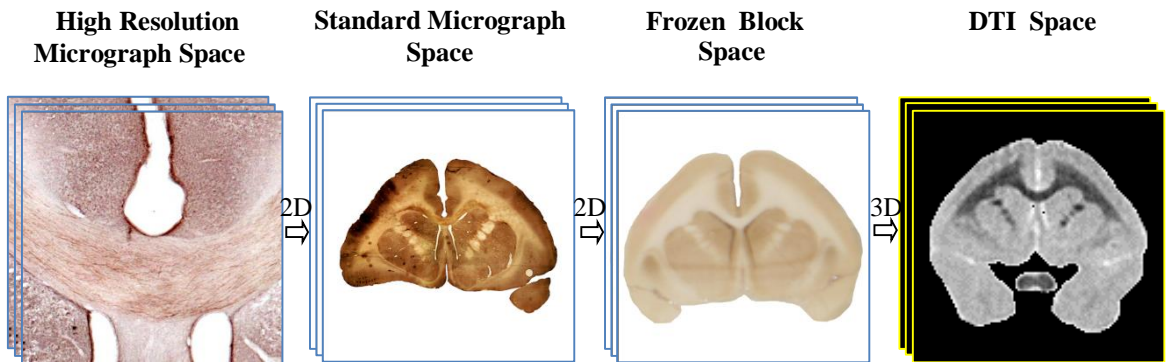 High Resolution
Micrograph Space
Standard Micrograph
Space
Frozen Block
Space
DTI Space
2D
2D
3D